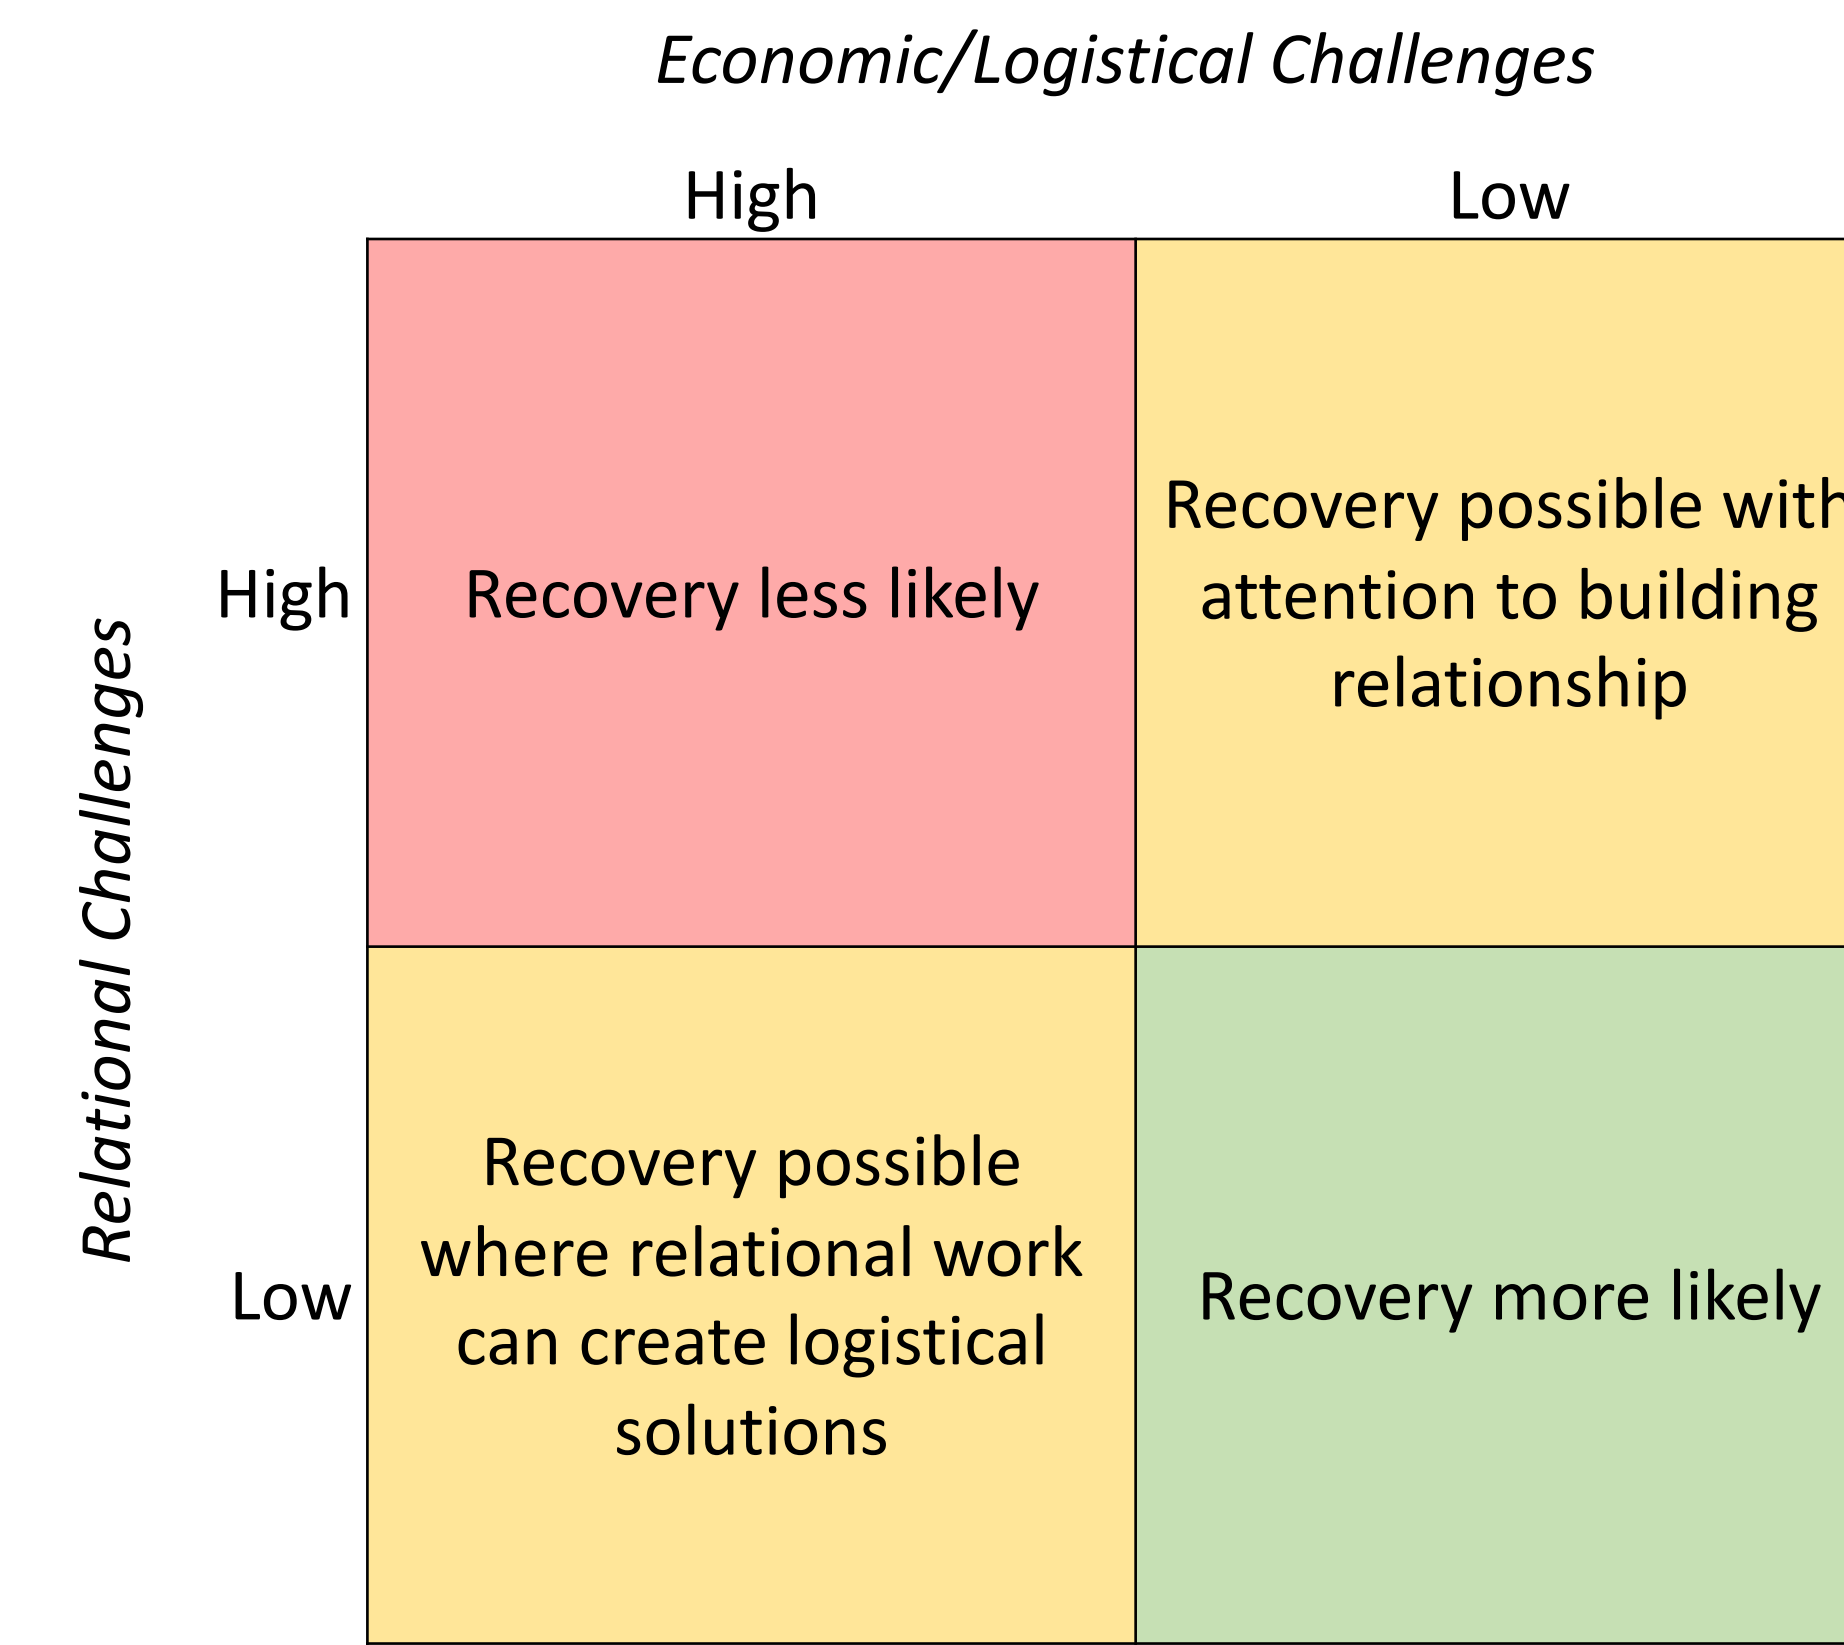 Economic/Logistical Challenges
High
Low
Relational Challenges
High
Recovery less likely
Recovery possible with
attention to building
relationship
Low
Recovery possible
where relational work
can create logistical
solutions
Recovery more likely